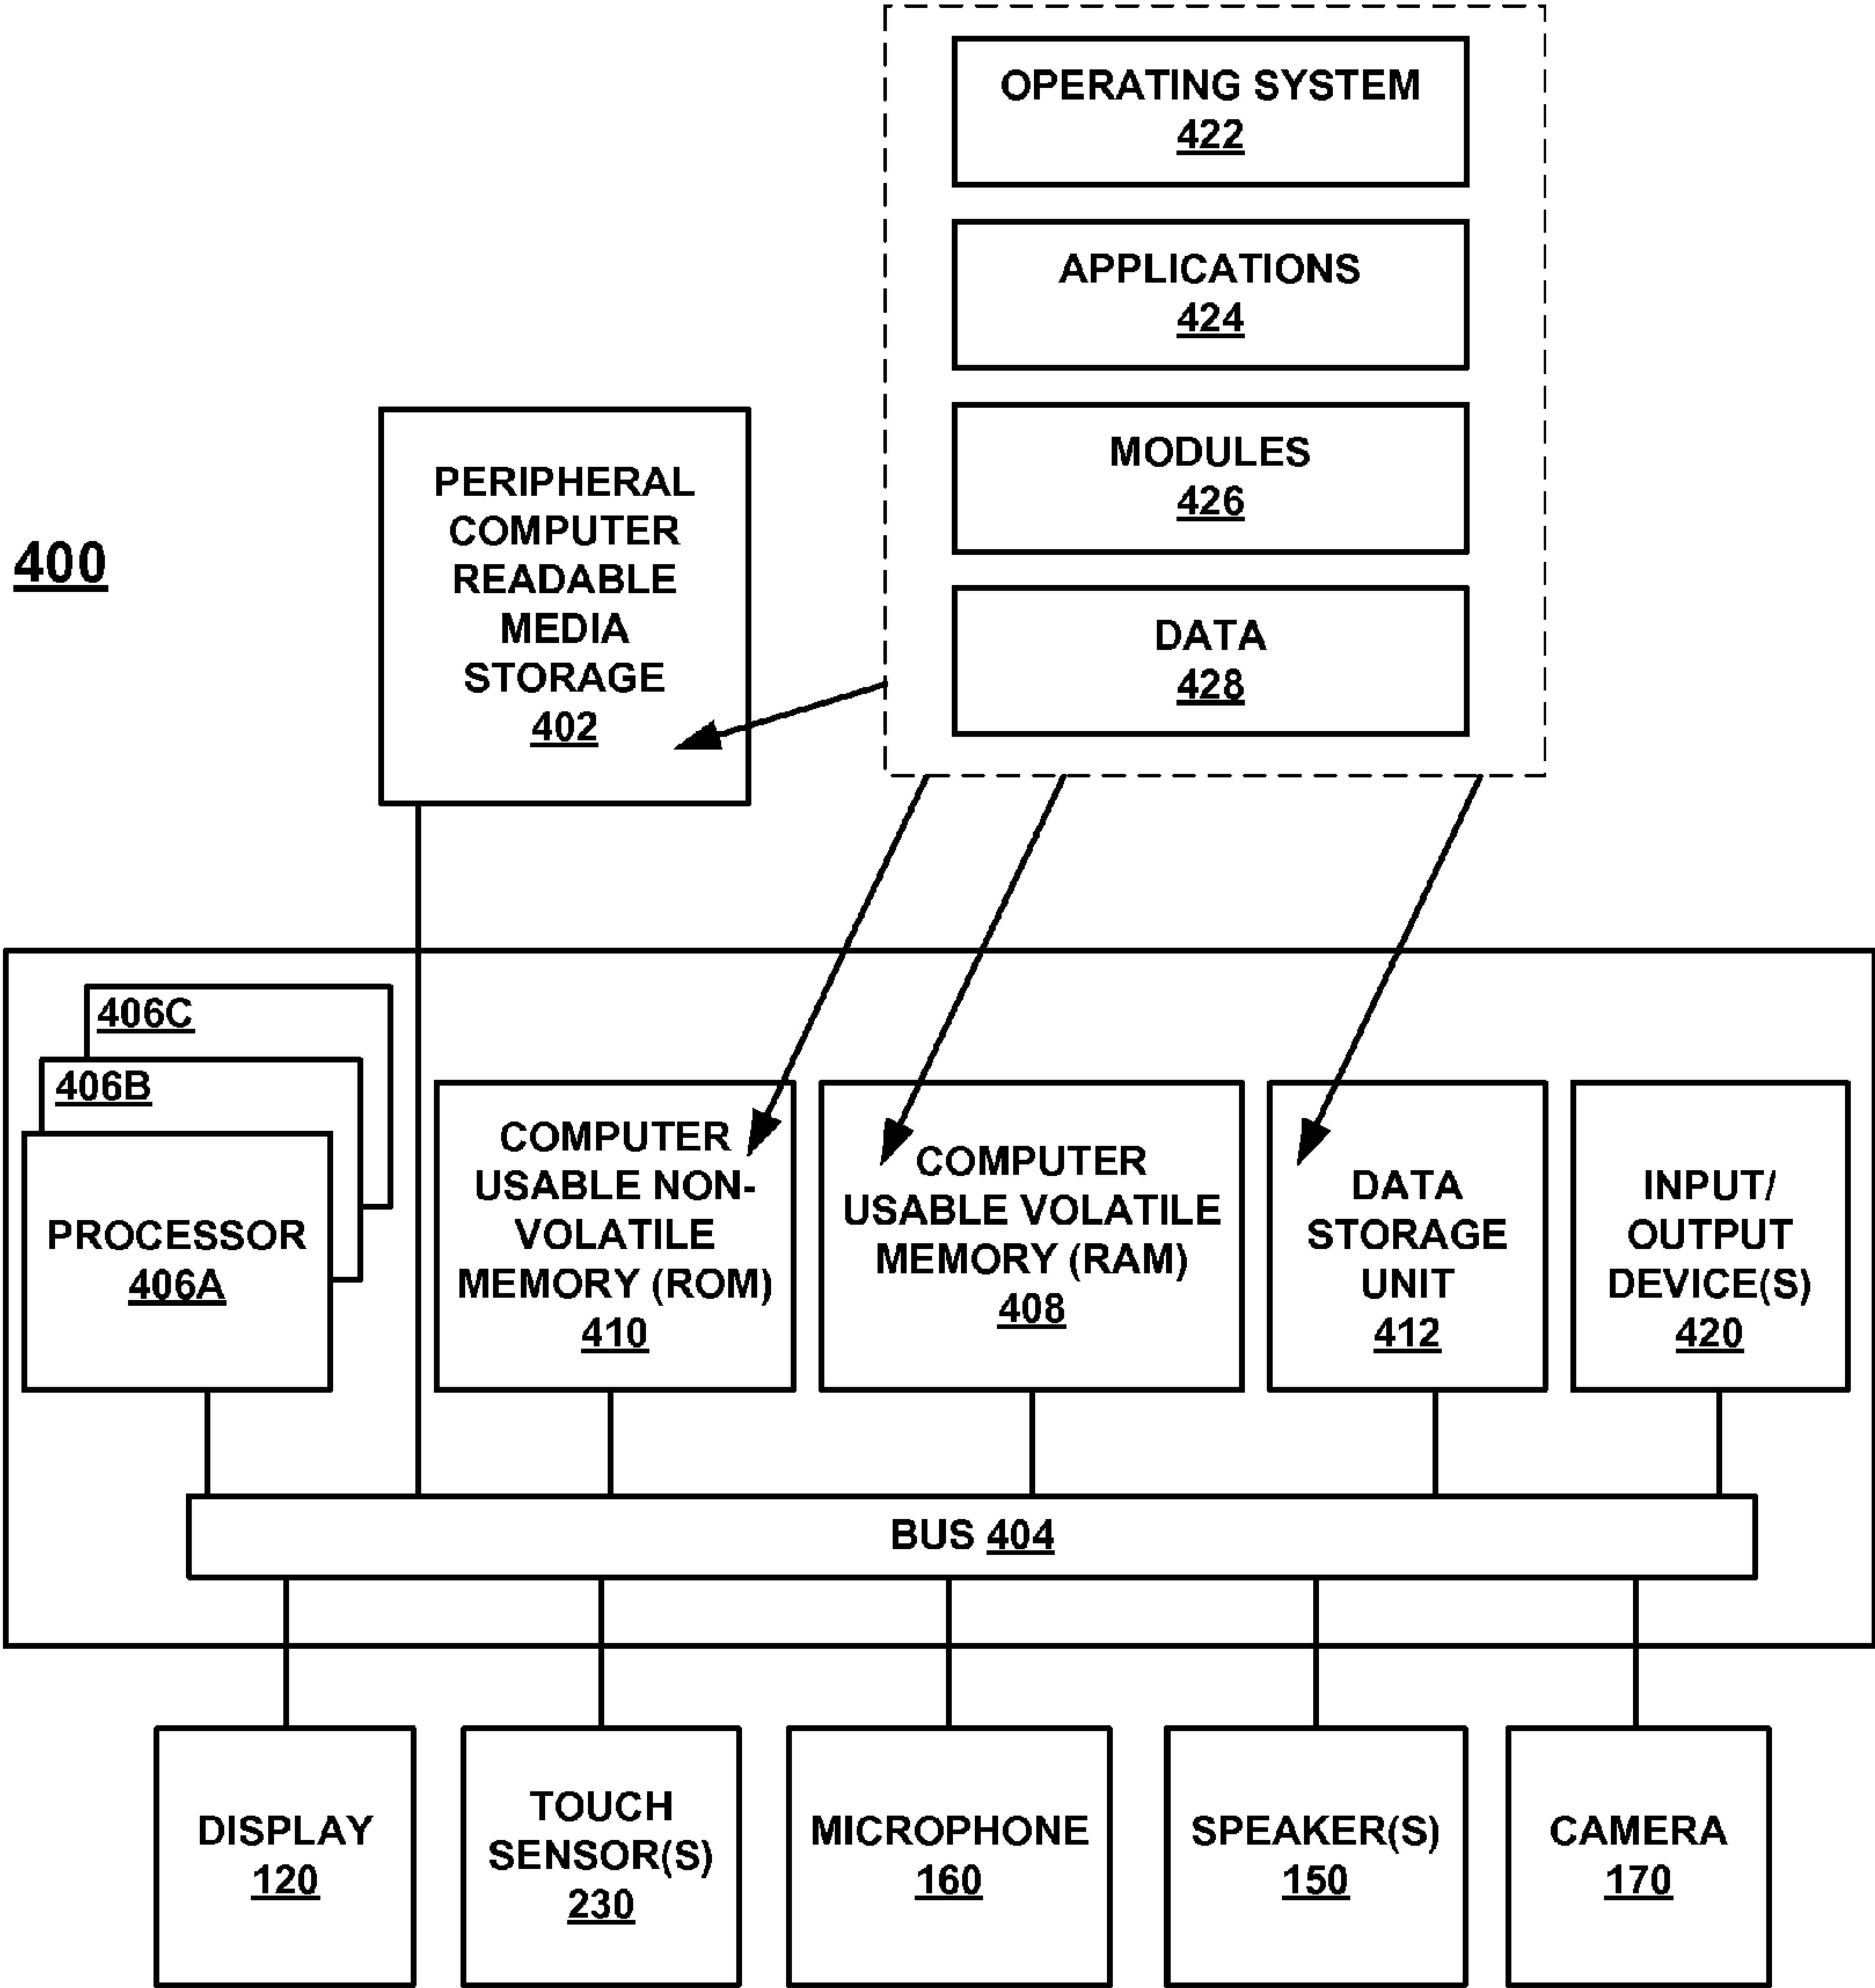 OPERATING SYSTEM
422
APPLICATIONS
424
MODULES
426
DATA
428
PERIPHERAL
COMPUTER
READABLE
MEDIA
STORAGE
402
400
406C
406B
PROCESSOR
406A
COMPUTER
USABLE NON-
VOLATILE
MEMORY (ROM)
410
COMPUTER
USABLE VOLATILE
MEMORY (RAM)
408
DATA
STORAGE
UNIT
412
INPUT/
OUTPUT
DEVICE(S)
420
BUS 404
DISPLAY
120
TOUCH
SENSOR(S)
230
MICROPHONE
160
SPEAKER(S)
150
CAMERA
170